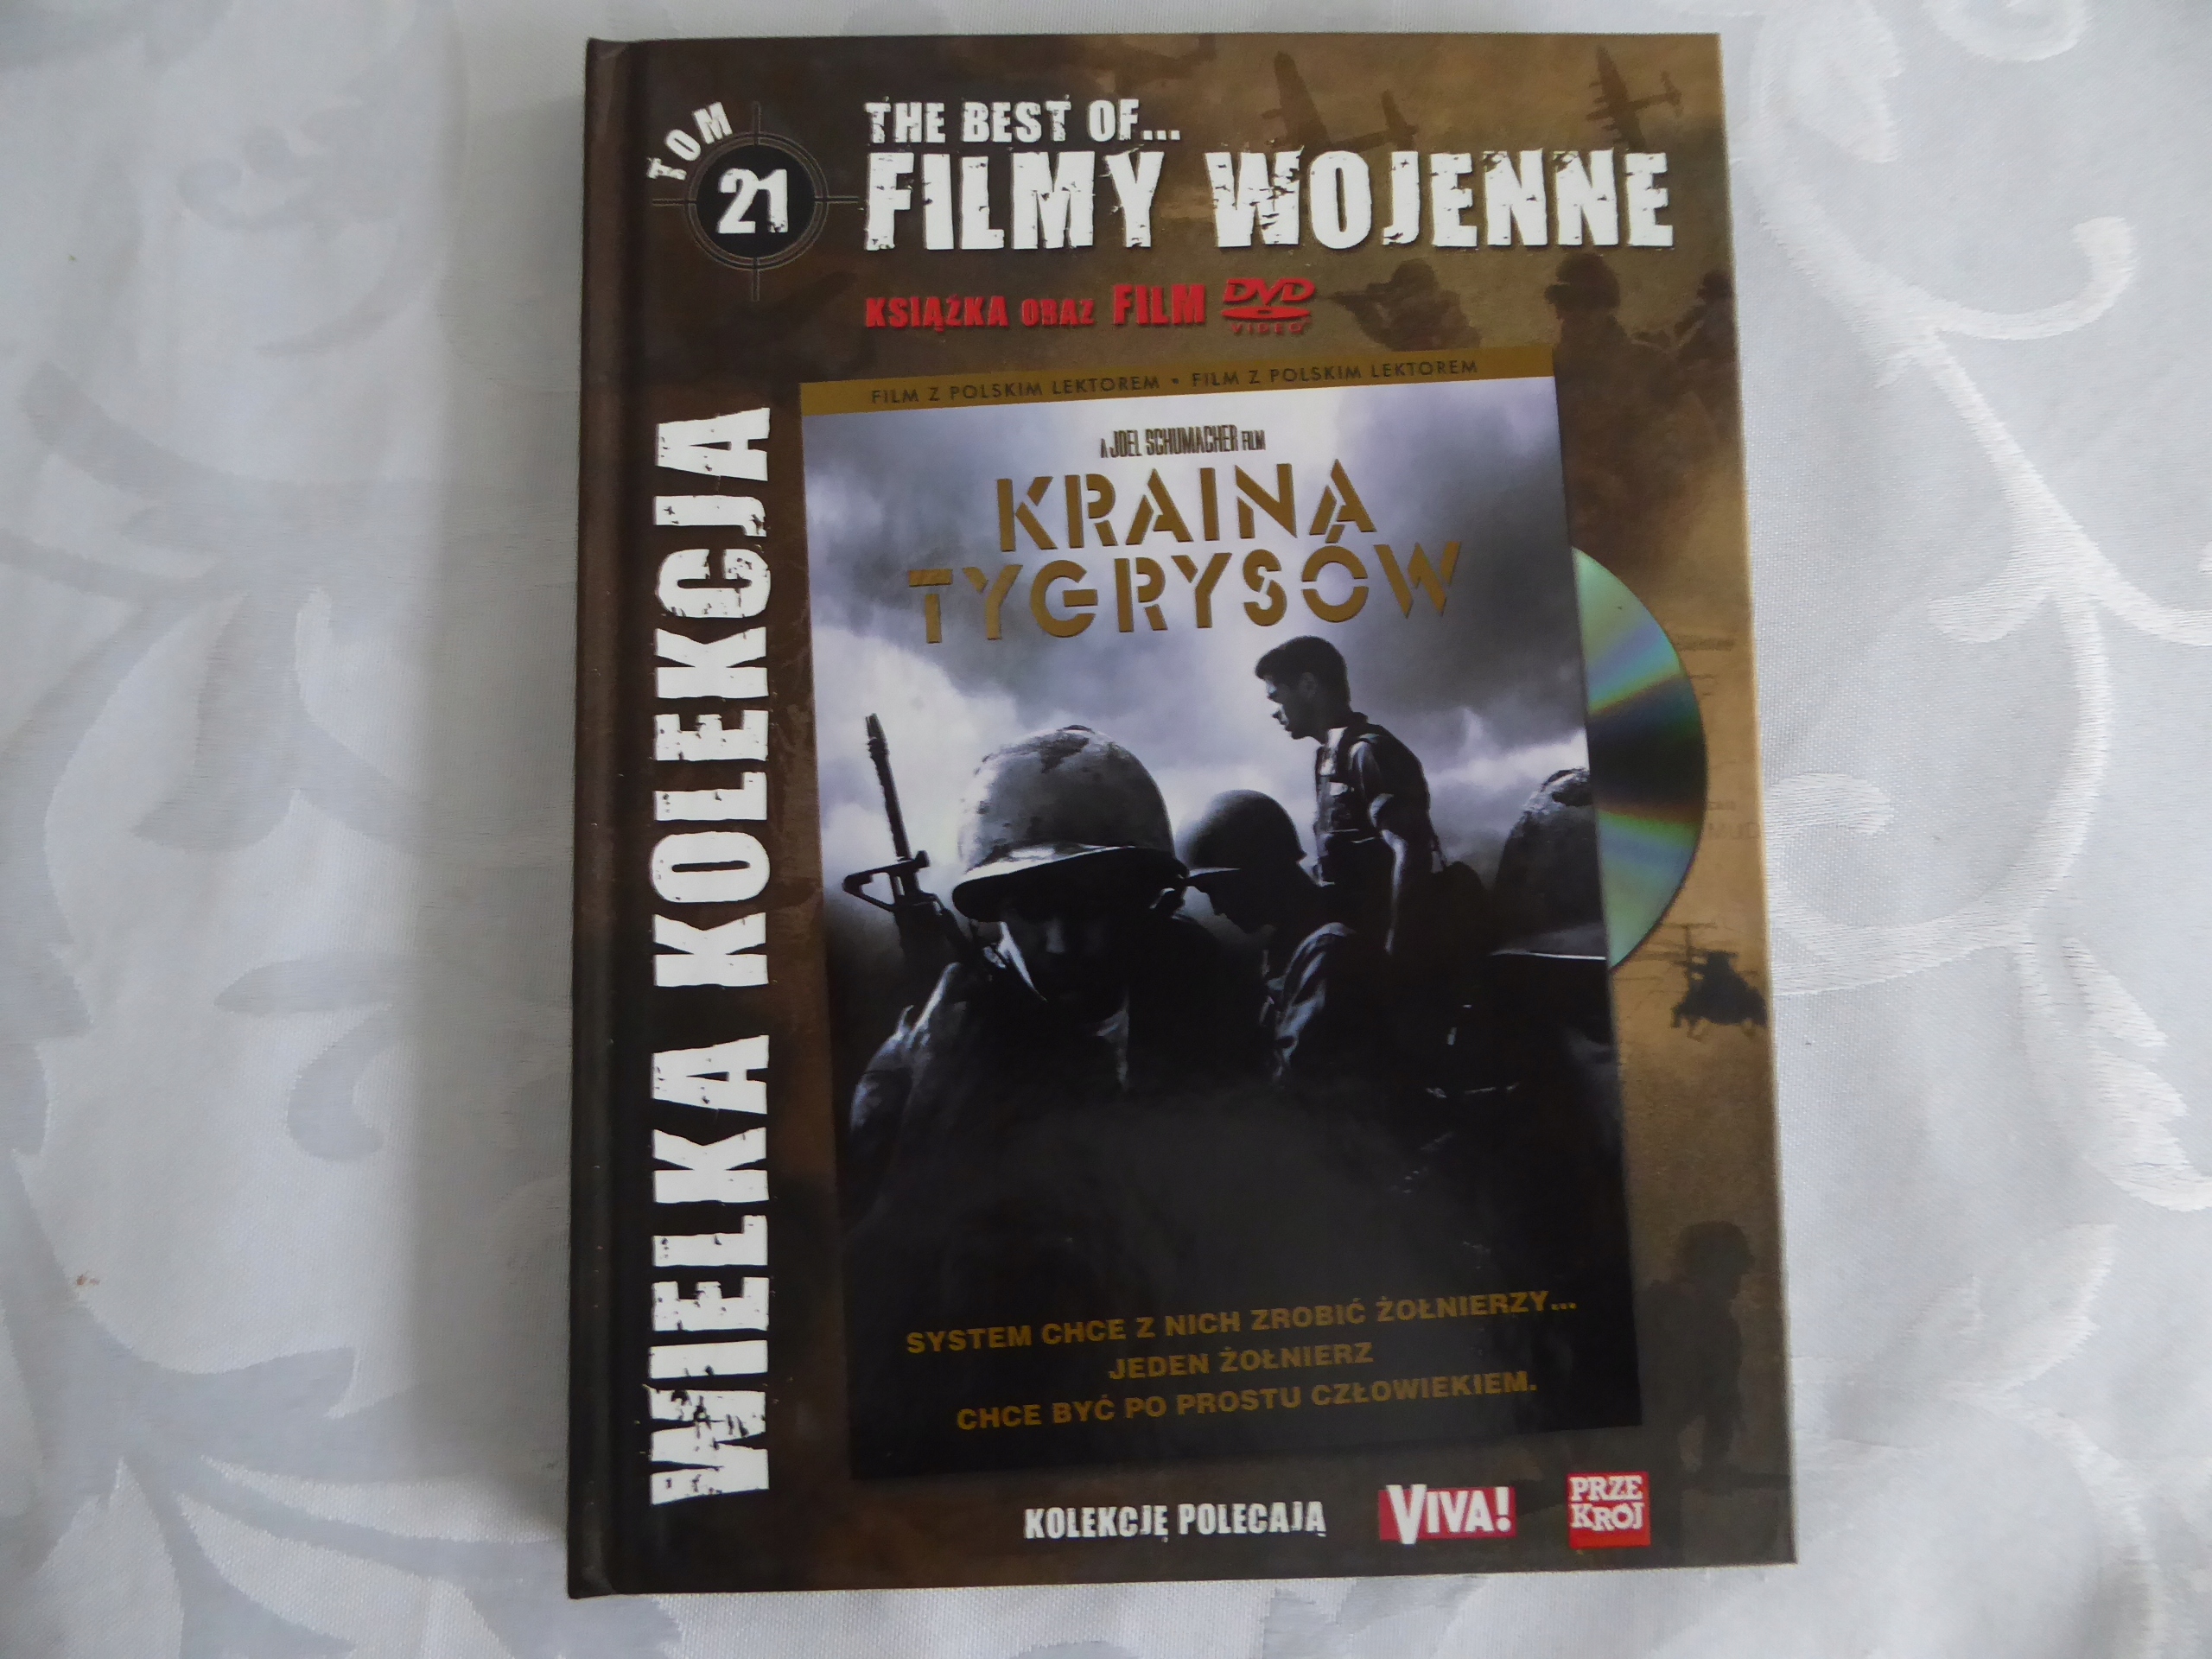 TOM
21
THE BEST OF...
FILMY WOJENNE
KSIĄŻKA ORAZ FILM DVD
VIDEO
WIELKA KOLEKCJA
FILM Z POLSKIM LEKTOREM • FILM Z POLSKIM LEKTOREM
A JOEL SCHUMACHER FILM
KRAINA
TYGRYSÓW
SYSTEM CHCE Z NICH ZROBIĆ ŻOŁNIERZY...
JEDEN ŻOŁNIERZ
CHCE BYĆ PO PROSTU CZŁOWIEKIEM.
KOLEKCJĘ POLECAJĄ
VIVA!
PRZE
KRÓJ